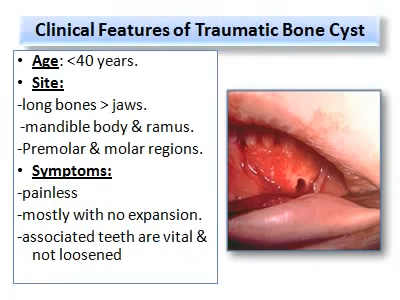 Clinical Features of Traumatic Bone Cyst
• Age: <40 years.
• Site:
-long bones > jaws.
-mandible body & ramus.
-Premolar & molar regions.
• Symptoms:
-painless
-mostly with no expansion.
-associated teeth are vital &
not loosened